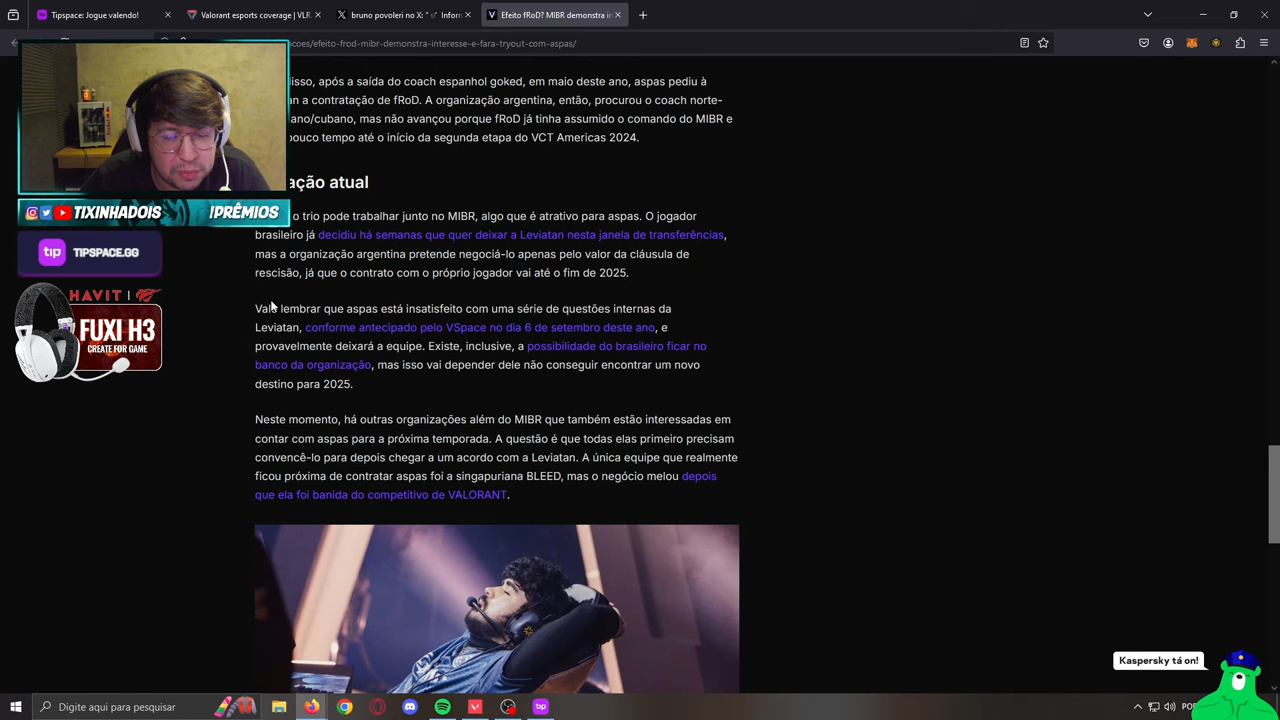 Tipspace: Jogue valendo!
Valorant esports coverage | VLR
bruno povoleri no X: "
Inform
Efeito fRoD? MIBR demonstra in
coes/efeito-frod-mibr-demonstra-interesse-e-fara-tryout-com-aspas/
isso, após a saída do coach espanhol goked, em maio deste ano, aspas pediu à
an a contratação de fRoD. A organização argentina, então, procurou o coach norte-
ano/cubano, mas não avançou porque fRoD já tinha assumido o comando do MIBR e
pouco tempo até o início da segunda etapa do VCT Americas 2024.
ação atual
o trio pode trabalhar junto no MIBR, algo que é atrativo para aspas. O jogador
brasileiro já decidiu há semanas que quer deixar a Leviatan nesta janela de transferências,
mas a organização argentina pretende negociá-lo apenas pelo valor da cláusula de
rescisão, já que o contrato com o próprio jogador vai até o fim de 2025.
Vale lembrar que aspas está insatisfeito com uma série de questões internas da
Leviatan, conforme antecipado pelo VSpace no dia 6 de setembro deste ano, e
provavelmente deixará a equipe. Existe, inclusive, a possibilidade do brasileiro ficar no
banco da organização, mas isso vai depender dele não conseguir encontrar um novo
destino para 2025.
Neste momento, há outras organizações além do MIBR que também estão interessadas em
contar com aspas para a próxima temporada. A questão é que todas elas primeiro precisam
convencê-lo para depois chegar a um acordo com a Leviatan. A única equipe que realmente
ficou próxima de contratar aspas foi a singapuriana BLEED, mas o negócio melou depois
que ela foi banida do competitivo de VALORANT.
TIXINHADOIS
!PRÊMIOS
tip TIPSPACE.GG
HAVIT
FUXI H3
CREATE FOR GAME
Kaspersky tá on!
Digite aqui para pesquisar
tip